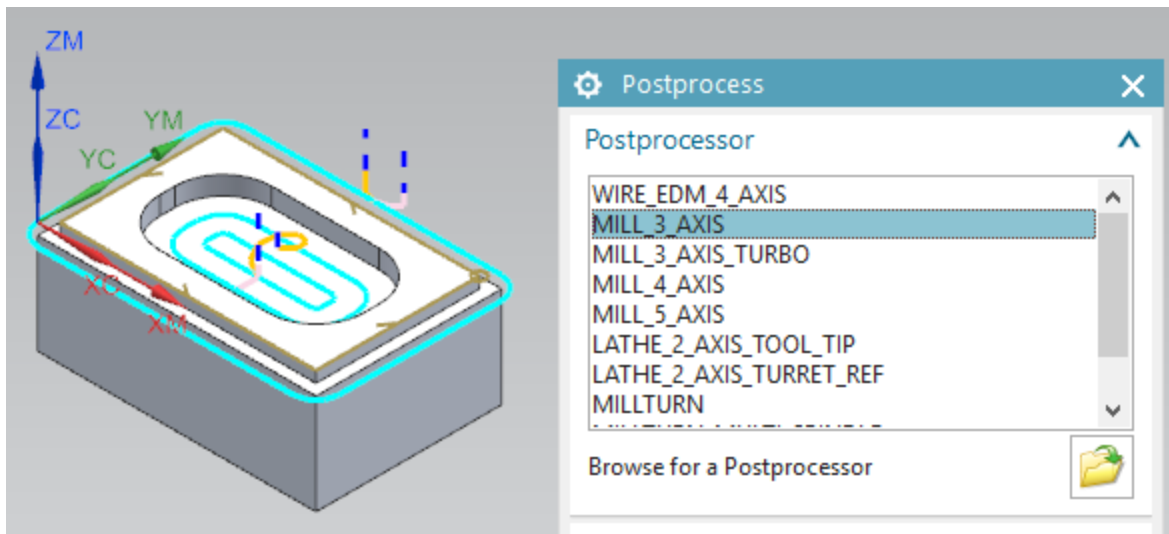 ZM
ZC
YM
YC
XC
XM
Postprocess
Postprocessor
WIRE_EDM_4_AXIS
MILL_3_AXIS
MILL_3_AXIS_TURBO
MILL_4_AXIS
MILL_5_AXIS
LATHE_2_AXIS_TOOL_TIP
LATHE_2_AXIS_TURRET_REF
MILLTURN
Browse for a Postprocessor